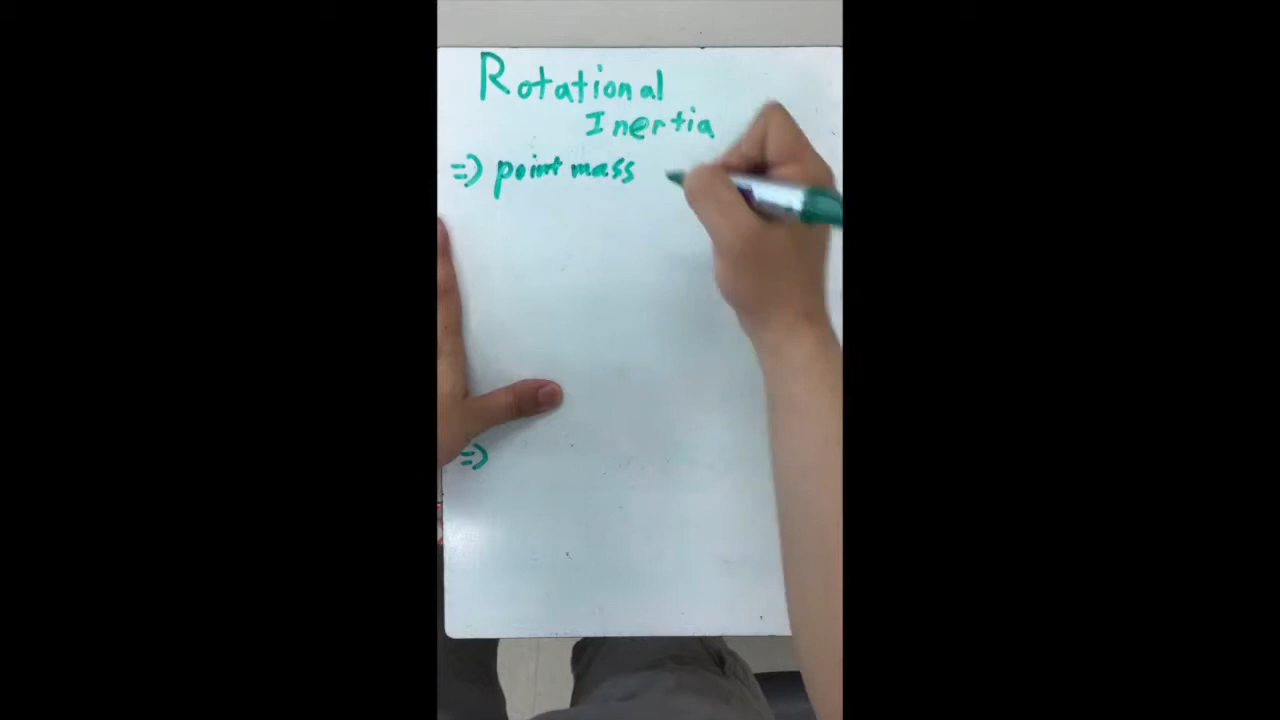 Rotational
Inertia
=> point mass
=>